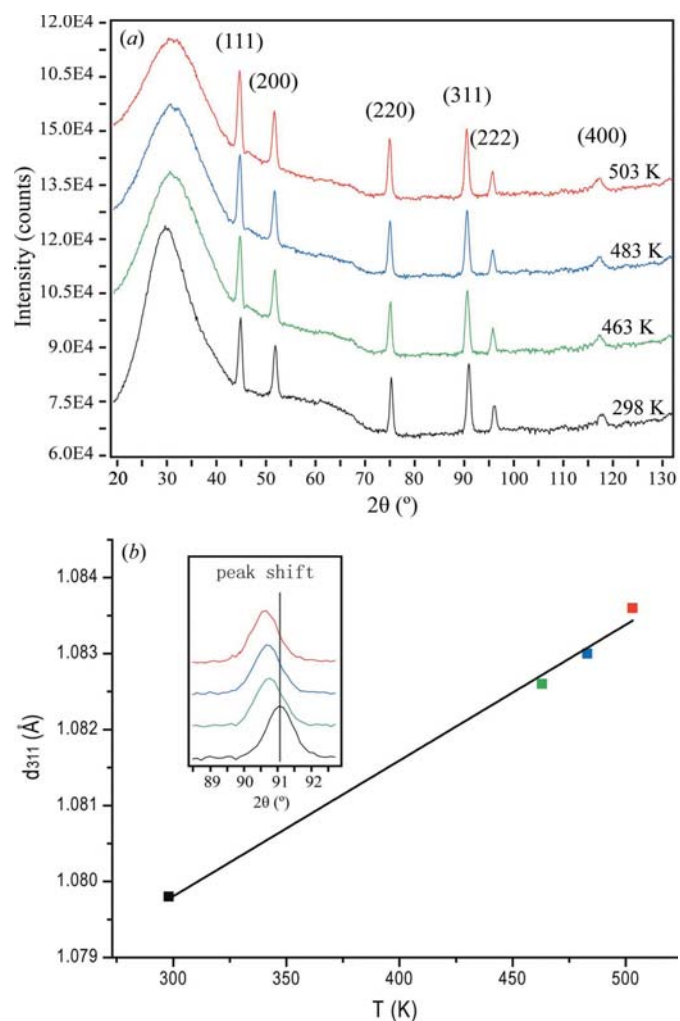 (a)
(111)
(200)
(220)
(311)
(222)
(400)
503 K
483 K
463 K
298 K
12.0E4
10.5E4
15.0E4
13.5E4
12.0E4
10.5E4
9.0E4
7.5E4
6.0E4
Intensity (counts)
20 30 40 50 60 70 80 90 100 110 120 130
2θ (º)
(b)
peak shift
89 90 91 92
2θ (º)
1.084
1.083
1.082
1.081
1.080
1.079
d311 (Å)
300 350 400 450 500
T (K)